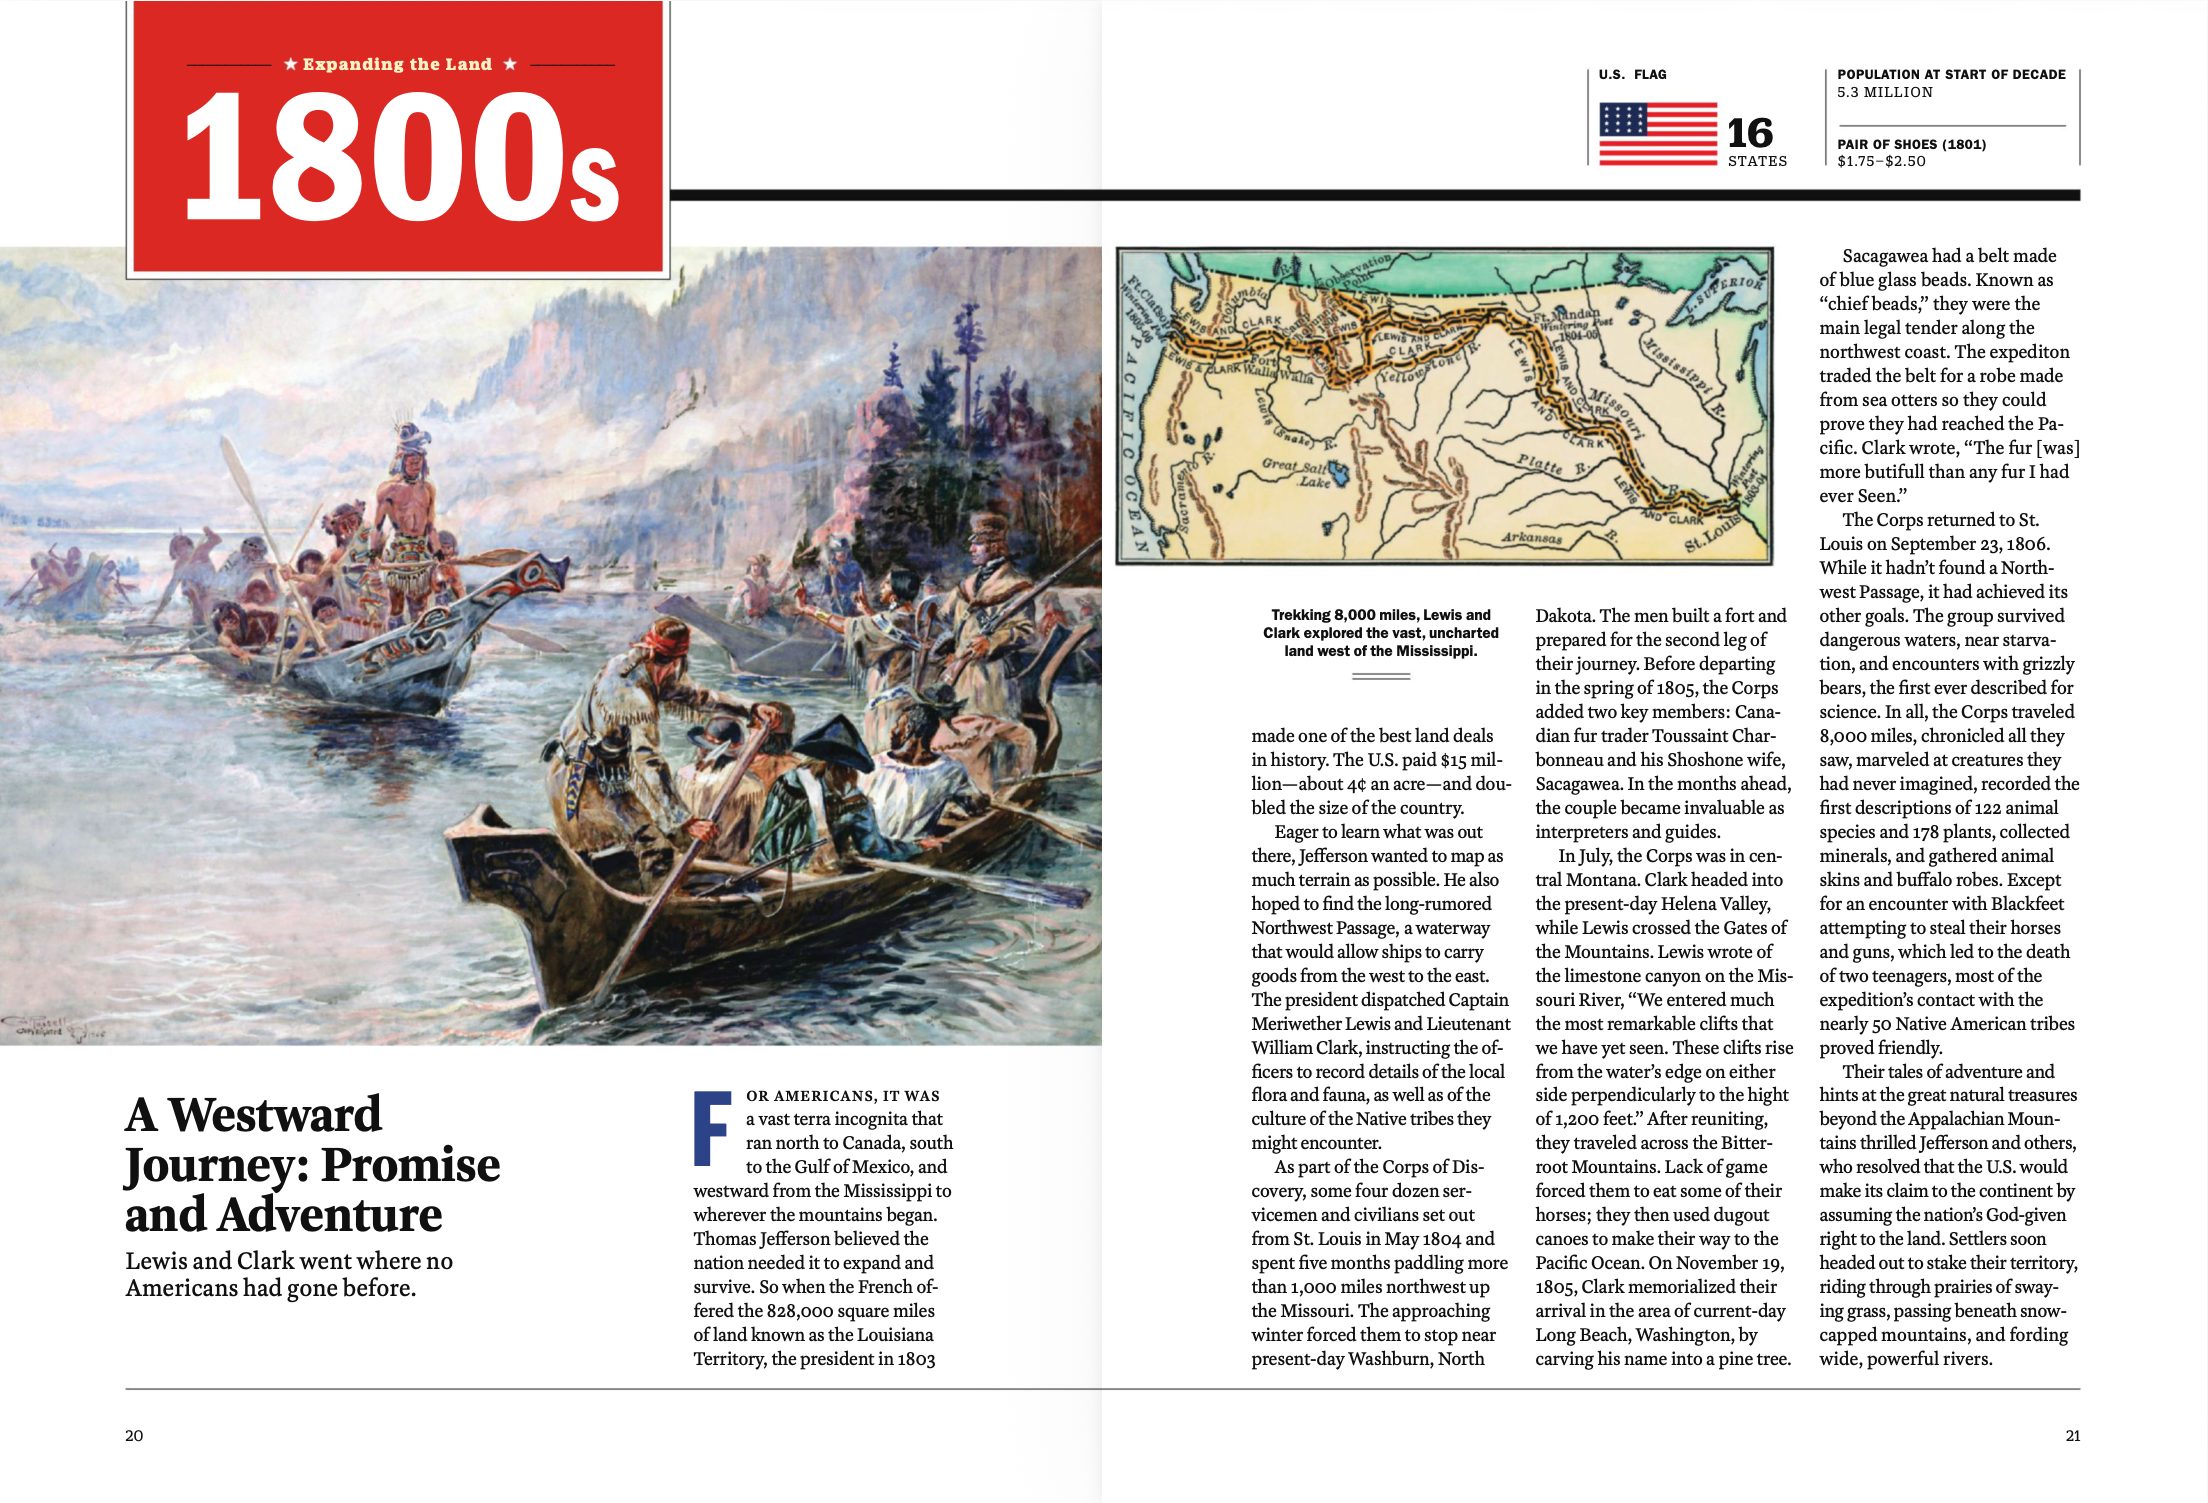 Expanding the Land
1800s
U.S. FLAG
16
STATES
POPULATION AT START OF DECADE
5.3 MILLION
PAIR OF SHOES (1801)
$1.75–$2.50
A Westward
Journey: Promise
and Adventure
Lewis and Clark went where no
Americans had gone before.
FOR AMERICANS, IT WAS
a vast terra incognita that
ran north to Canada, south
to the Gulf of Mexico, and
westward from the Mississippi to
wherever the mountains began.
Thomas Jefferson believed the
nation needed it to expand and
survive. So when the French of-
fered the 828,000 square miles
of land known as the Louisiana
Territory, the president in 1803
20
Observation
Point
SUPERIOR
Ft. Clatsop
Wintering Post
1805-06
Columbia
LEWIS
LEWIS AND CLARK
LEWIS
Ft. Mandan
Wintering Post
1804-05
LEWIS AND CLARK
CLARK
LEWIS & CLARK
Fort
Walla Walla
Yellowstone R.
LEWIS
AND
CLARK
LEWIS AND CLARK
Missouri
Mississippi R.
PACIFIC OCEAN
Lewis (Snake) R.
Sacramento R.
Great Salt
Lake
Platte R.
LEWIS
AND CLARK
R.
Wintering
Post
1803-04
Arkansas R.
St. Louis
Trekking 8,000 miles, Lewis and
Clark explored the vast, uncharted
land west of the Mississippi.
made one of the best land deals
in history. The U.S. paid $15 mil-
lion—about 4¢ an acre—and dou-
bled the size of the country.
Eager to learn what was out
there, Jefferson wanted to map as
much terrain as possible. He also
hoped to find the long-rumored
Northwest Passage, a waterway
that would allow ships to carry
goods from the west to the east.
The president dispatched Captain
Meriwether Lewis and Lieutenant
William Clark, instructing the of-
ficers to record details of the local
flora and fauna, as well as of the
culture of the Native tribes they
might encounter.
As part of the Corps of Dis-
covery, some four dozen ser-
vicemen and civilians set out
from St. Louis in May 1804 and
spent five months paddling more
than 1,000 miles northwest up
the Missouri. The approaching
winter forced them to stop near
present-day Washburn, North
Dakota. The men built a fort and
prepared for the second leg of
their journey. Before departing
in the spring of 1805, the Corps
added two key members: Cana-
dian fur trader Toussaint Char-
bonneau and his Shoshone wife,
Sacagawea. In the months ahead,
the couple became invaluable as
interpreters and guides.
In July, the Corps was in cen-
tral Montana. Clark headed into
the present-day Helena Valley,
while Lewis crossed the Gates of
the Mountains. Lewis wrote of
the limestone canyon on the Mis-
souri River, “We entered much
the most remarkable clifts that
we have yet seen. These clifts rise
from the water’s edge on either
side perpendicularly to the hight
of 1,200 feet.” After reuniting,
they traveled across the Bitter-
root Mountains. Lack of game
forced them to eat some of their
horses; they then used dugout
canoes to make their way to the
Pacific Ocean. On November 19,
1805, Clark memorialized their
arrival in the area of current-day
Long Beach, Washington, by
carving his name into a pine tree.
Sacagawea had a belt made
of blue glass beads. Known as
“chief beads,” they were the
main legal tender along the
northwest coast. The expediton
traded the belt for a robe made
from sea otters so they could
prove they had reached the Pa-
cific. Clark wrote, “The fur [was]
more butifull than any fur I had
ever Seen.”
The Corps returned to St.
Louis on September 23, 1806.
While it hadn’t found a North-
west Passage, it had achieved its
other goals. The group survived
dangerous waters, near starva-
tion, and encounters with grizzly
bears, the first ever described for
science. In all, the Corps traveled
8,000 miles, chronicled all they
saw, marveled at creatures they
had never imagined, recorded the
first descriptions of 122 animal
species and 178 plants, collected
minerals, and gathered animal
skins and buffalo robes. Except
for an encounter with Blackfeet
attempting to steal their horses
and guns, which led to the death
of two teenagers, most of the
expedition’s contact with the
nearly 50 Native American tribes
proved friendly.
Their tales of adventure and
hints at the great natural treasures
beyond the Appalachian Moun-
tains thrilled Jefferson and others,
who resolved that the U.S. would
make its claim to the continent by
assuming the nation’s God-given
right to the land. Settlers soon
headed out to stake their territory,
riding through prairies of sway-
ing grass, passing beneath snow-
capped mountains, and fording
wide, powerful rivers.
21